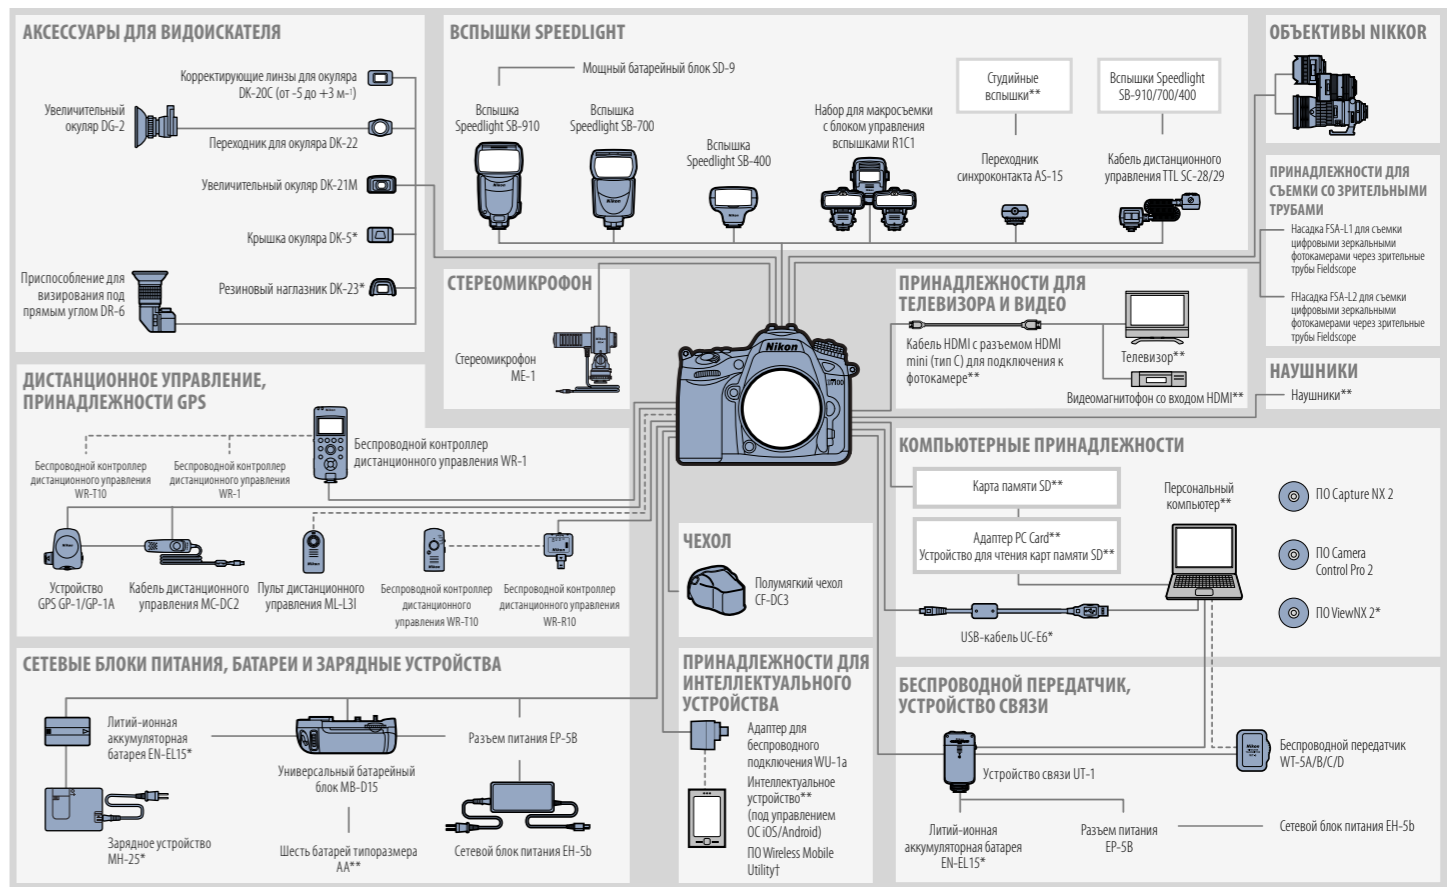 АКСЕССУАРЫ ДЛЯ ВИДОИСКАТЕЛЯ
Корректирующие линзы для окуляра
DK-20C (от -5 до +3 м-¹)
Увеличительный
окуляр DG-2
Переходник для окуляра DK-22
Увеличительный окуляр DK-21M
Крышка окуляра DK-5*
Приспособление для
визирования под
прямым углом DR-6
Резиновый наглазник DK-23*
ВСПЫШКИ SPEEDLIGHT
Мощный батарейный блок SD-9
Вспышка
Speedlight SB-910
Вспышка
Speedlight SB-700
Вспышка
Speedlight SB-400
Набор для макросъемки
с блоком управления
вспышками R1C1
Студийные
вспышки**
Переходник
синхроконтакта AS-15
Вспышки Speedlight
SB-910/700/400
Кабель дистанционного
управления TTL SC-28/29
ОБЪЕКТИВЫ NIKKOR
ПРИНАДЛЕЖНОСТИ ДЛЯ
СЪЕМКИ СО ЗРИТЕЛЬНЫМИ
ТРУБАМИ
Насадка FSA-L1 для съемки
цифровыми зеркальными
фотокамерами через зрительные
трубы Fieldscope
FНасадка FSA-L2 для съемки
цифровыми зеркальными
фотокамерами через зрительные
трубы Fieldscope
СТЕРЕОМИКРОФОН
Стереомикрофон
ME-1
Nikon
ПРИНАДЛЕЖНОСТИ ДЛЯ
ТЕЛЕВИЗОРА И ВИДЕО
Кабель HDMI с разъемом HDMI
mini (тип C) для подключения к
фотокамере**
Телевизор**
Видеомагнитофон со входом HDMI**
НАУШНИКИ
Наушники**
ДИСТАНЦИОННОЕ УПРАВЛЕНИЕ,
ПРИНАДЛЕЖНОСТИ GPS
Беспроводной контроллер
дистанционного управления WR-1
Беспроводной контроллер
дистанционного управления
WR-T10
Беспроводной контроллер
дистанционного управления
WR-1
Устройство
GPS GP-1/GP-1A
Кабель дистанционного
управления MC-DC2
Пульт дистанционного
управления ML-L3I
Беспроводной контроллер
дистанционного
управления WR-T10
Беспроводной контроллер
дистанционного управления
WR-R10
ЧЕХОЛ
Полумягкий чехол
CF-DC3
КОМПЬЮТЕРНЫЕ ПРИНАДЛЕЖНОСТИ
Карта памяти SD**
Адаптер PC Card**
Устройство для чтения карт памяти SD**
Персональный
компьютер**
USB-кабель UC-E6*
ПО Capture NX 2
ПО Camera
Control Pro 2
ПО ViewNX 2*
СЕТЕВЫЕ БЛОКИ ПИТАНИЯ, БАТАРЕИ И ЗАРЯДНЫЕ УСТРОЙСТВА
Литий-ионная
аккумуляторная
батарея EN-EL15*
Универсальный батарейный
блок MB-D15
Разъем питания EP-5B
Зарядное устройство
MH-25*
Шесть батарей типоразмера
AA**
Сетевой блок питания EH-5b
ПРИНАДЛЕЖНОСТИ ДЛЯ
ИНТЕЛЛЕКТУАЛЬНОГО
УСТРОЙСТВА
Адаптер для
беспроводного
подключения WU-1a
Интеллектуальное
устройство**
(под управлением
ОС iOS/Android)
ПО Wireless Mobile
Utility†
БЕСПРОВОДНОЙ ПЕРЕДАТЧИК,
УСТРОЙСТВО СВЯЗИ
Устройство связи UT-1
Беспроводной передатчик
WT-5A/B/C/D
Литий-ионная
аккумуляторная батарея
EN-EL15*
Разъем питания
EP-5B
Сетевой блок питания EH-5b